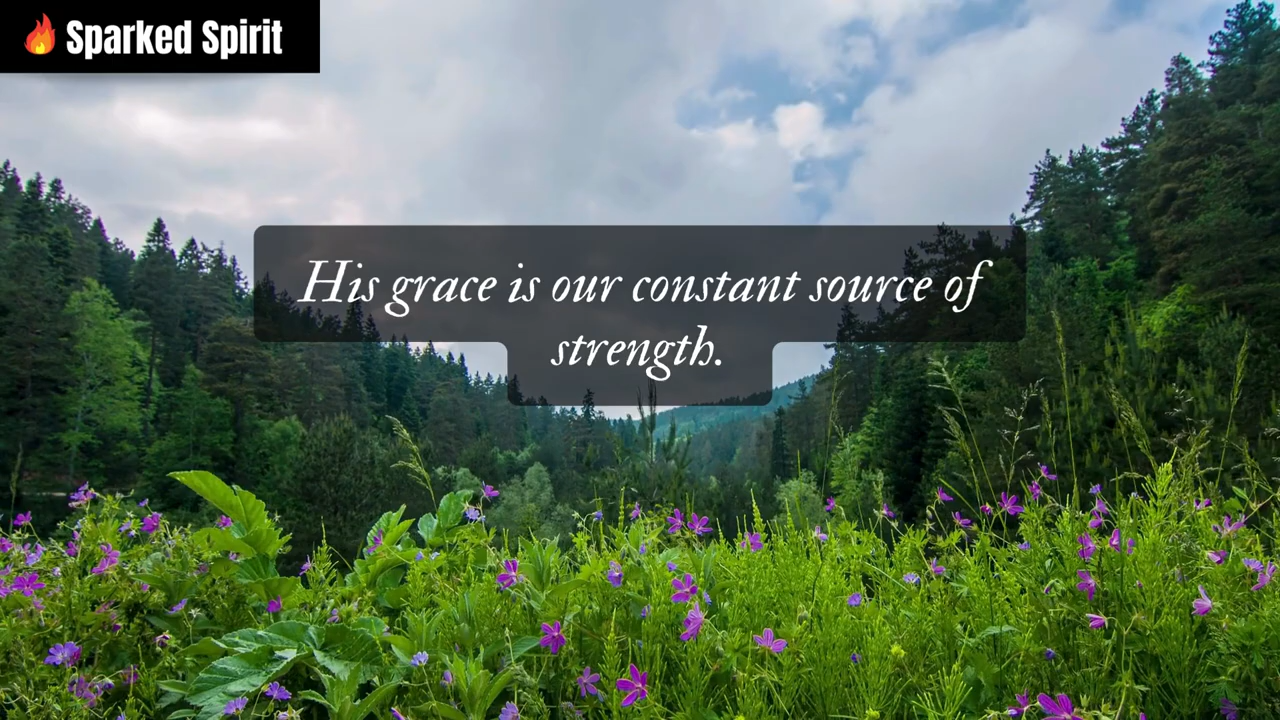 🔥 Sparked Spirit
His grace is our constant source of
strength.